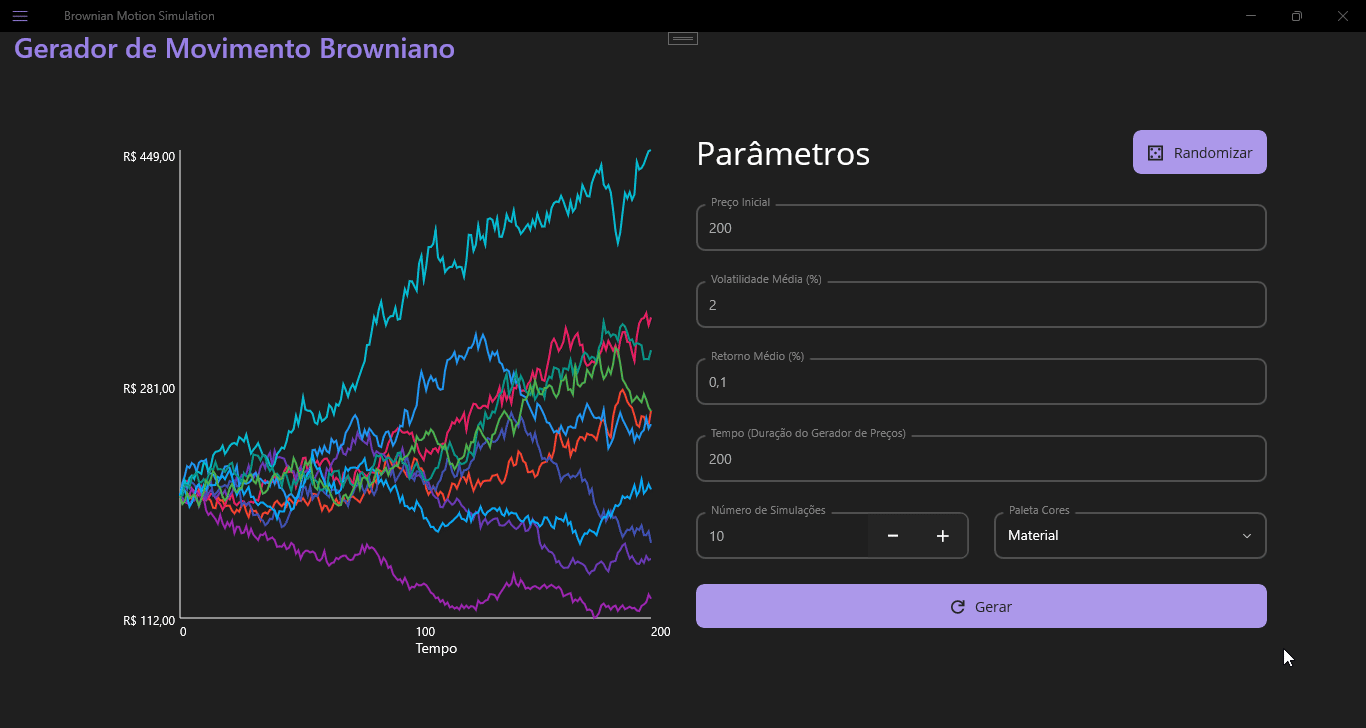 Brownian Motion Simulation
Gerador de Movimento Browniano
R$ 449,00
R$ 281,00
R$ 112,00
0
100
200
Tempo
Parâmetros
Randomizar
Preço Inicial
200
Volatilidade Média (%)
2
Retorno Médio (%)
0,1
Tempo (Duração do Gerador de Preços)
200
Número de Simulações
10
Paleta Cores
Material
Gerar